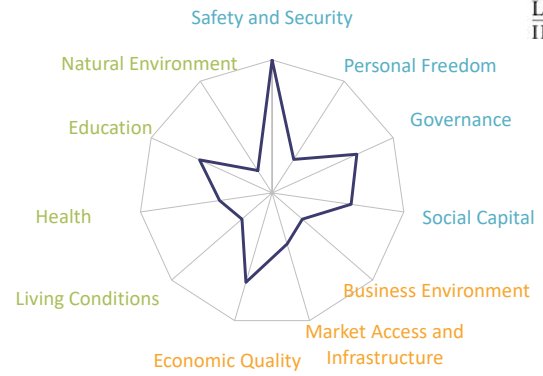 Safety and Security
Natural Environment
Personal Freedom
Education
Governance
Health
Social Capital
Living Conditions
Business Environment
Market Access and
Infrastructure
Economic Quality